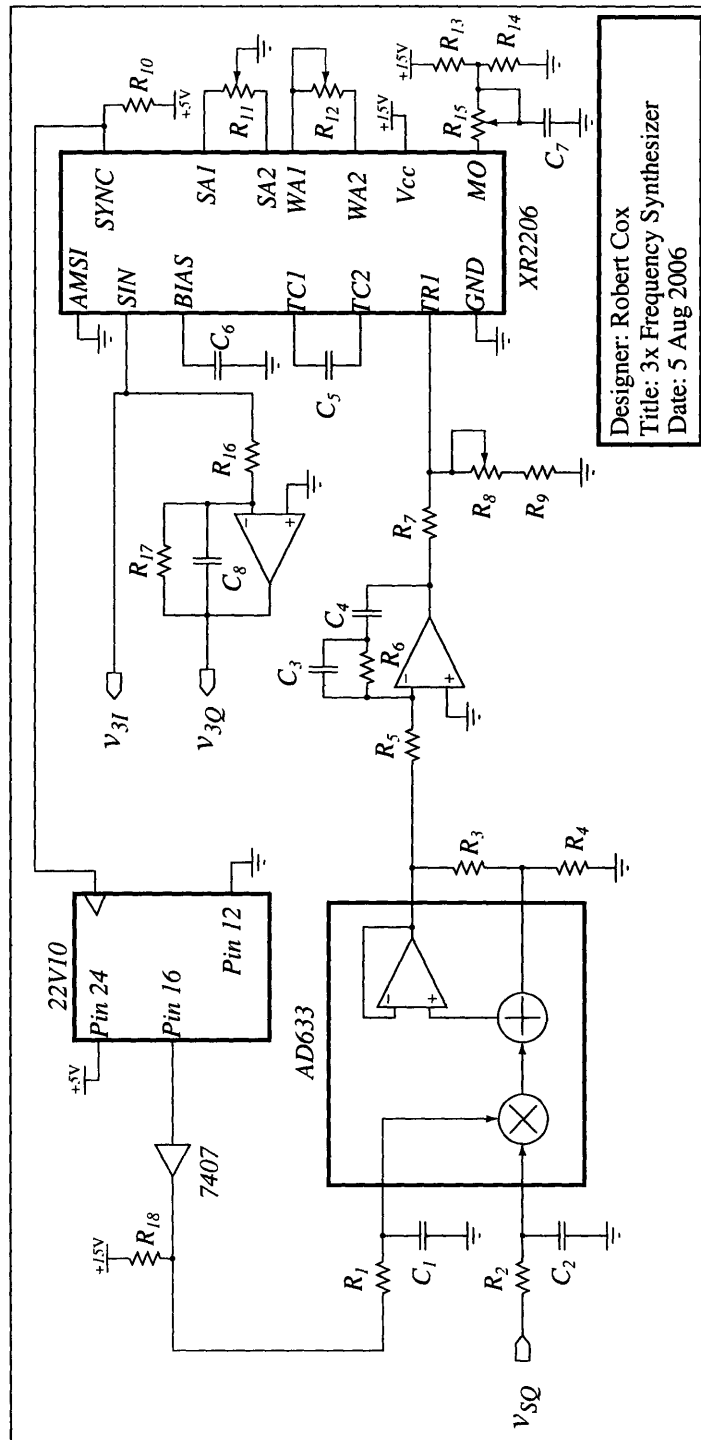 22V10
Pin 24
Pin 16
Pin 12
+5V
7407
+15V
R18
AD633
R1
C1
R2
C2
vSQ
R3
R4
R5
C3
R6
C4
R7
R8
R9
v3I
v3Q
R17
C8
R16
C6
C5
AMSI
SIN
BIAS
TC1
TC2
TR1
GND
SYNC
SA1
SA2
WA1
WA2
Vcc
MO
XR2206
R10
+5V
R11
R12
+15V
+15V
R13
R14
R15
C7
Designer: Robert Cox
Title: 3x Frequency Synthesizer
Date: 5 Aug 2006